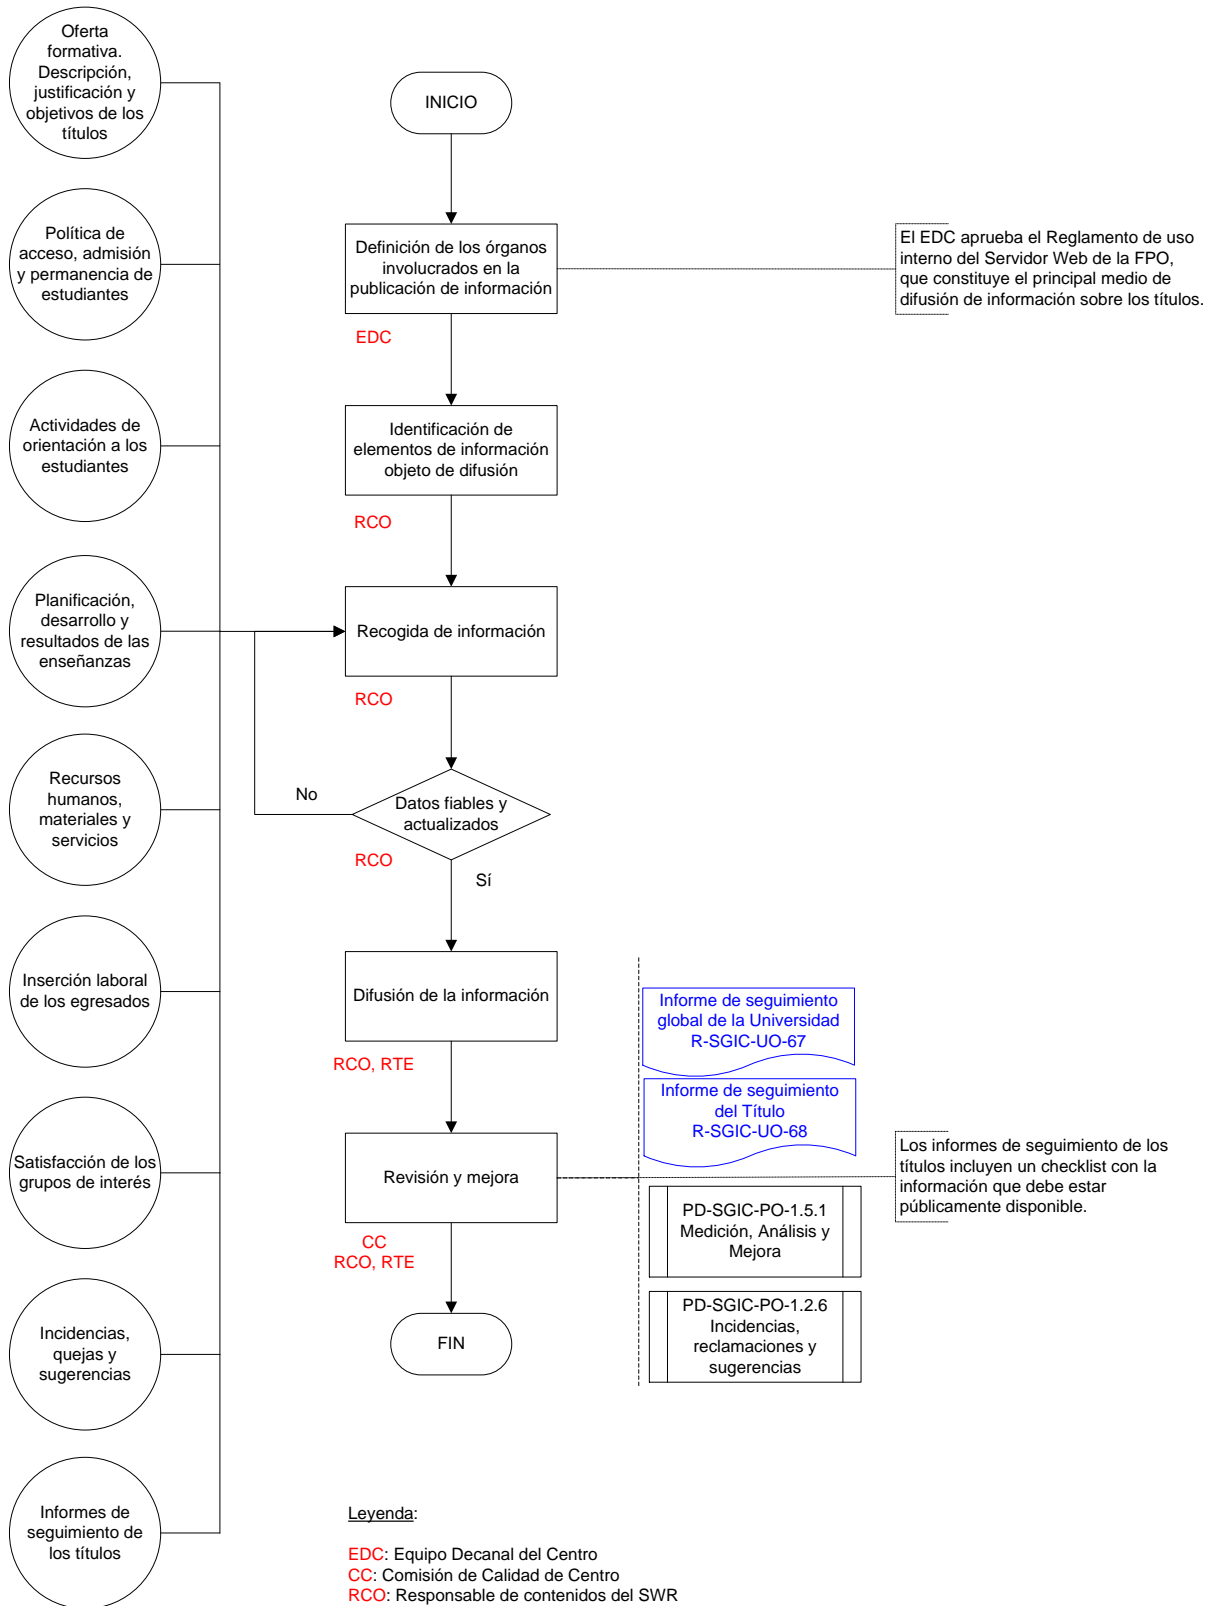 Oferta
formativa.
Descripción,
justificación y
objetivos de los
títulos
Política de
acceso, admisión
y permanencia de
estudiantes
Actividades de
orientación a los
estudiantes
Planificación,
desarrollo y
resultados de las
enseñanzas
Recursos
humanos,
materiales y
servicios
Inserción laboral
de los egresados
Satisfacción de los
grupos de interés
Incidencias,
quejas y
sugerencias
Informes de
seguimiento de
los títulos
INICIO
Definición de los órganos
involucrados en la
publicación de información
EDC
El EDC aprueba el Reglamento de uso
interno del Servidor Web de la FPO,
que constituye el principal medio de
difusión de información sobre los títulos.
Identificación de
elementos de información
objeto de difusión
RCO
Recogida de información
RCO
No
Datos fiables y
actualizados
RCO
Sí
Difusión de la información
RCO, RTE
Informe de seguimiento
global de la Universidad
R-SGIC-UO-67
Informe de seguimiento
del Título
R-SGIC-UO-68
Revisión y mejora
CC
RCO, RTE
Los informes de seguimiento de los
títulos incluyen un checklist con la
información que debe estar
públicamente disponible.
PD-SGIC-PO-1.5.1
Medición, Análisis y
Mejora
PD-SGIC-PO-1.2.6
Incidencias,
reclamaciones y
sugerencias
FIN
Leyenda:
EDC: Equipo Decanal del Centro
CC: Comisión de Calidad de Centro
RCO: Responsable de contenidos del SWR